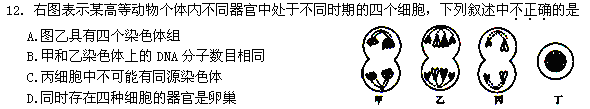 12. 右图表示某高等动物个体内不同器官中处于不同时期的四个细胞，下列叙述中不正确的是
A.图乙具有四个染色体组
B.甲和乙染色体上的DNA分子数目相同
C.丙细胞中不可能有同源染色体
D.同时存在四种细胞的器官是卵巢
甲 乙 丙 丁